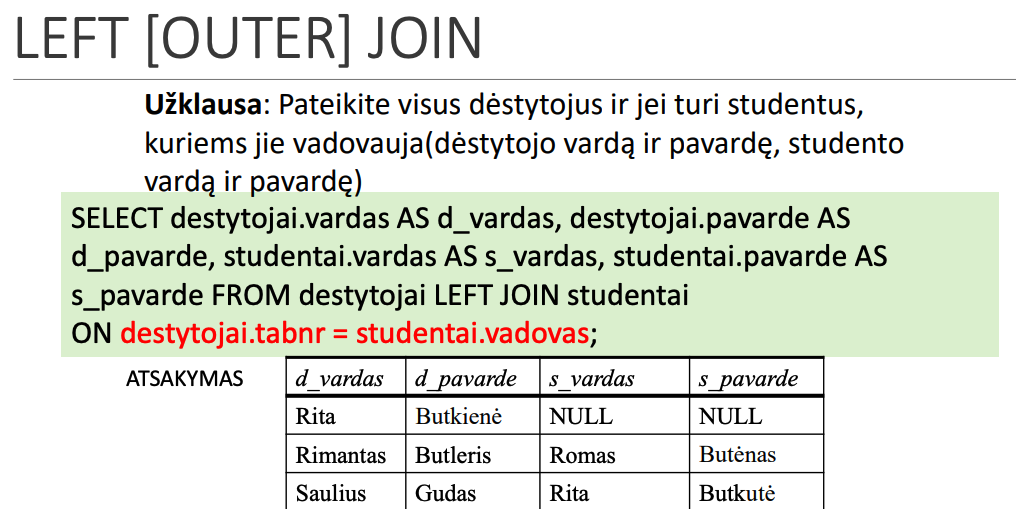 LEFT [OUTER] JOIN
Užklausa: Pateikite visus dėstytojus ir jei turi studentus,
kuriems jie vadovauja(dėstytojo vardą ir pavardę, studento
vardą ir pavardę)
SELECT destytojai.vardas AS d_vardas, destytojai.pavarde AS
d_pavarde, studentai.vardas AS s_vardas, studentai.pavarde AS
s_pavarde FROM destytojai LEFT JOIN studentai
ON destytojai.tabnr = studentai.vadovas;
ATSAKYMAS d_vardas d_pavarde s_vardas s_pavarde
Rita Butkienė NULL NULL
Rimantas Butleris Romas Butėnas
Saulius Gudas Rita Butkutė